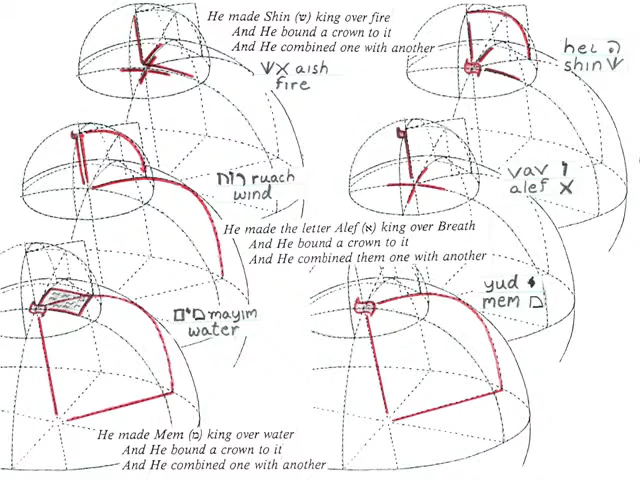 He made Shin (ש) king over fire
And He bound a crown to it
And He combined one with another
aish
fire
hei
shin
ruach
wind
vav ו
alef
He made the letter Alef (א) king over Breath
And He bound a crown to it
And He combined them one with another
yud
mem
mayim
water
He made Mem (מ) king over water
And He bound a crown to it
And He combined one with another